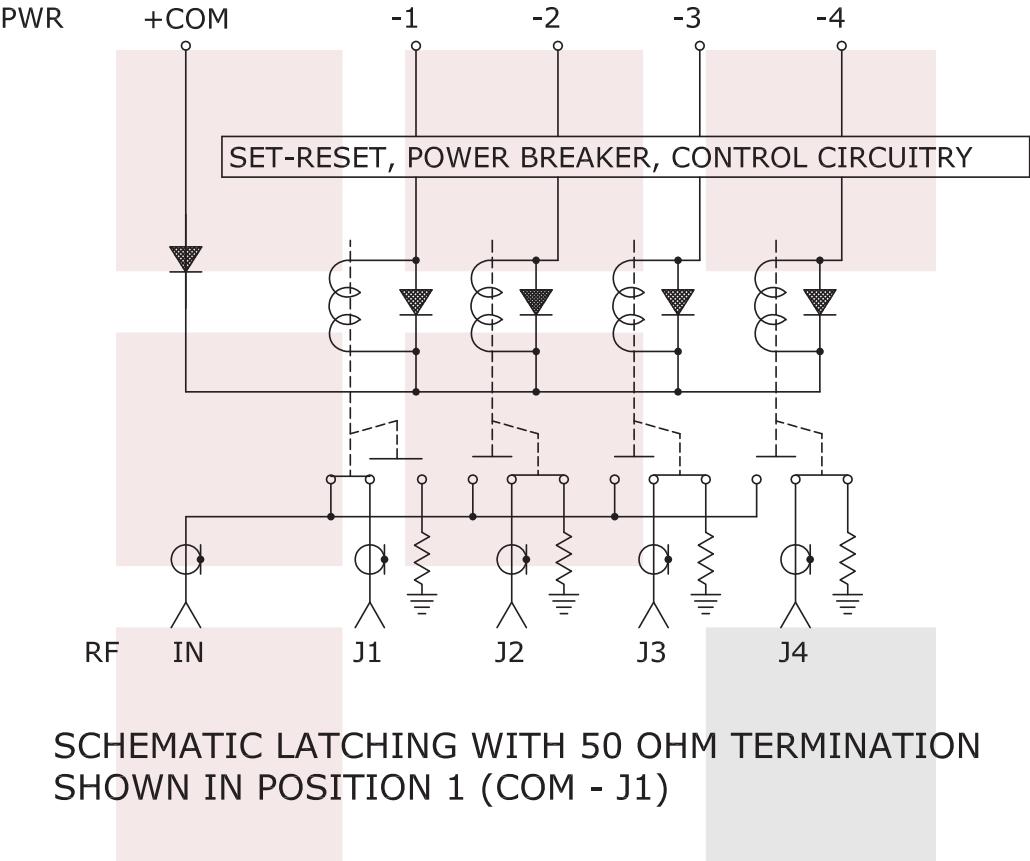 PWR +COM -1 -2 -3 -4
SET-RESET, POWER BREAKER, CONTROL CIRCUITRY
RF IN J1 J2 J3 J4
SCHEMATIC LATCHING WITH 50 OHM TERMINATION
SHOWN IN POSITION 1 (COM - J1)